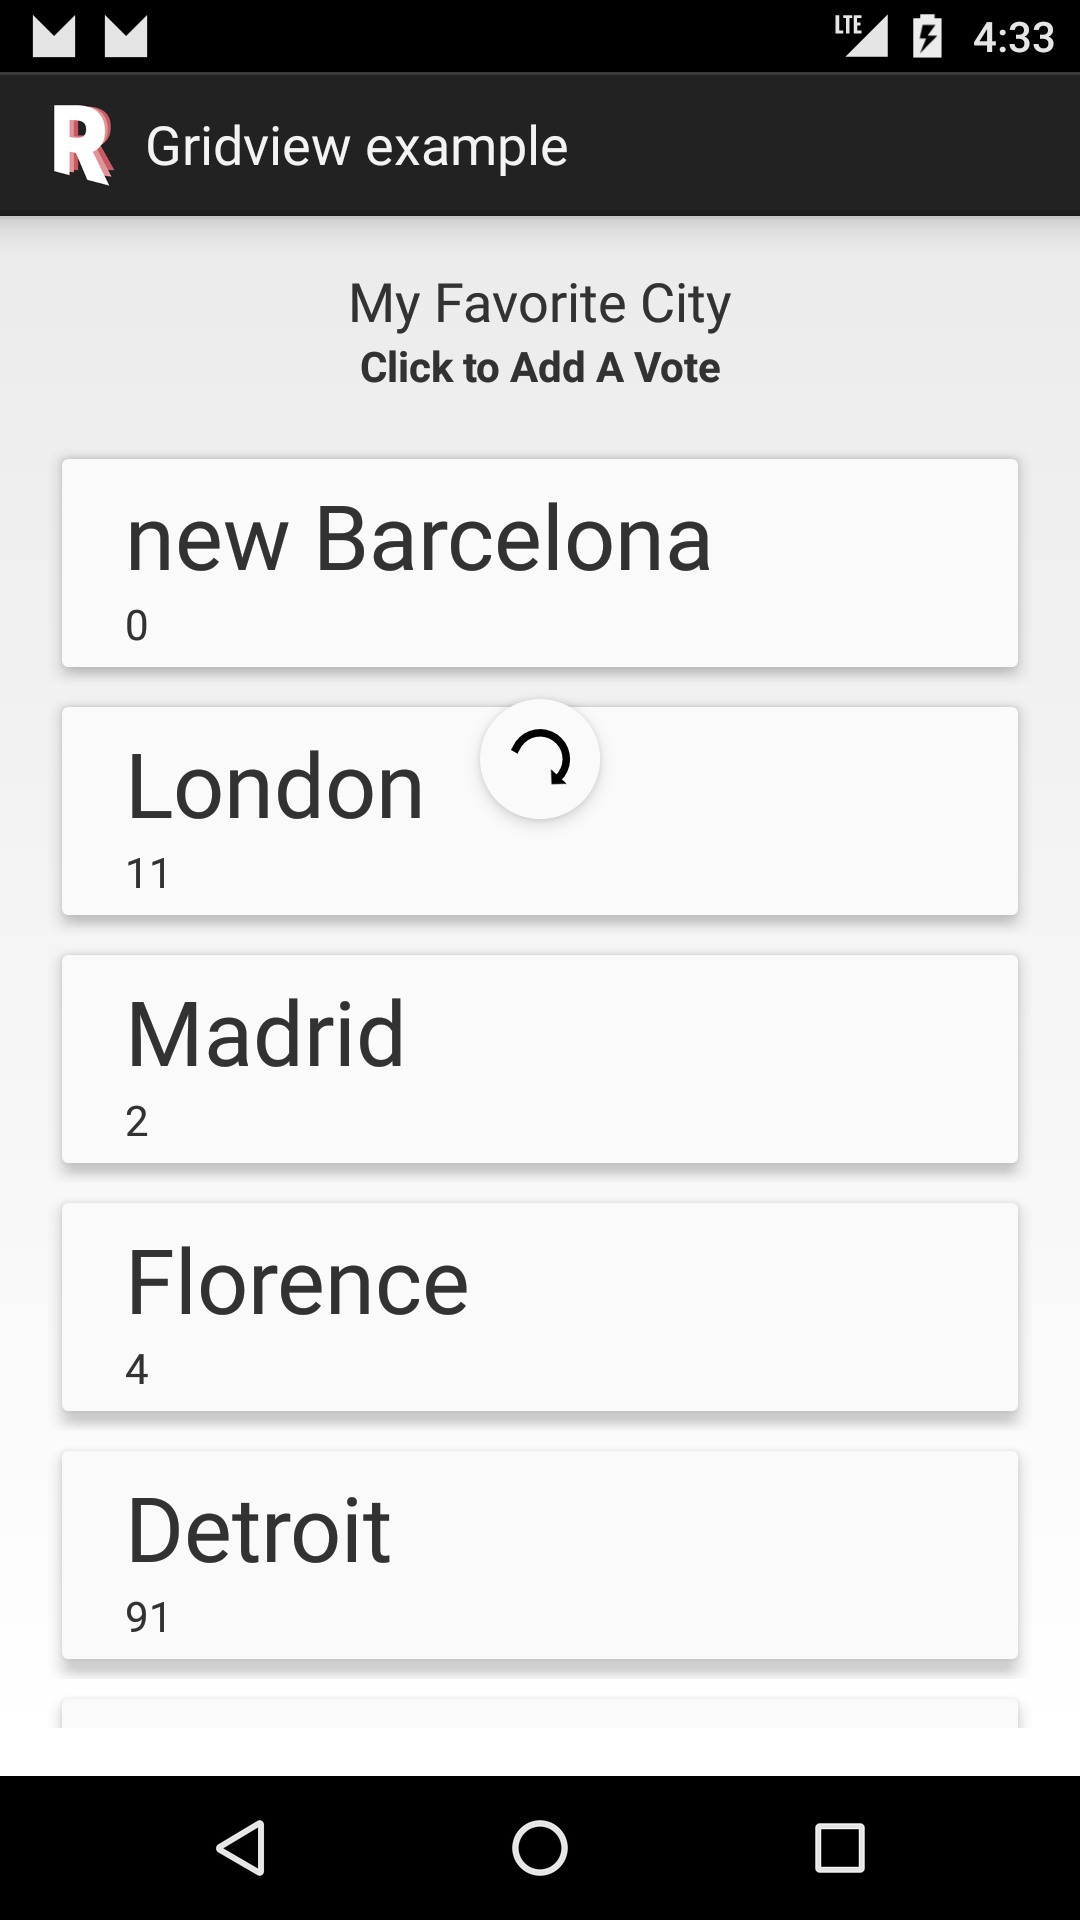 LTE 4:33
R Gridview example
My Favorite City
Click to Add A Vote
new Barcelona
0
London
11
Madrid
2
Florence
4
Detroit
91